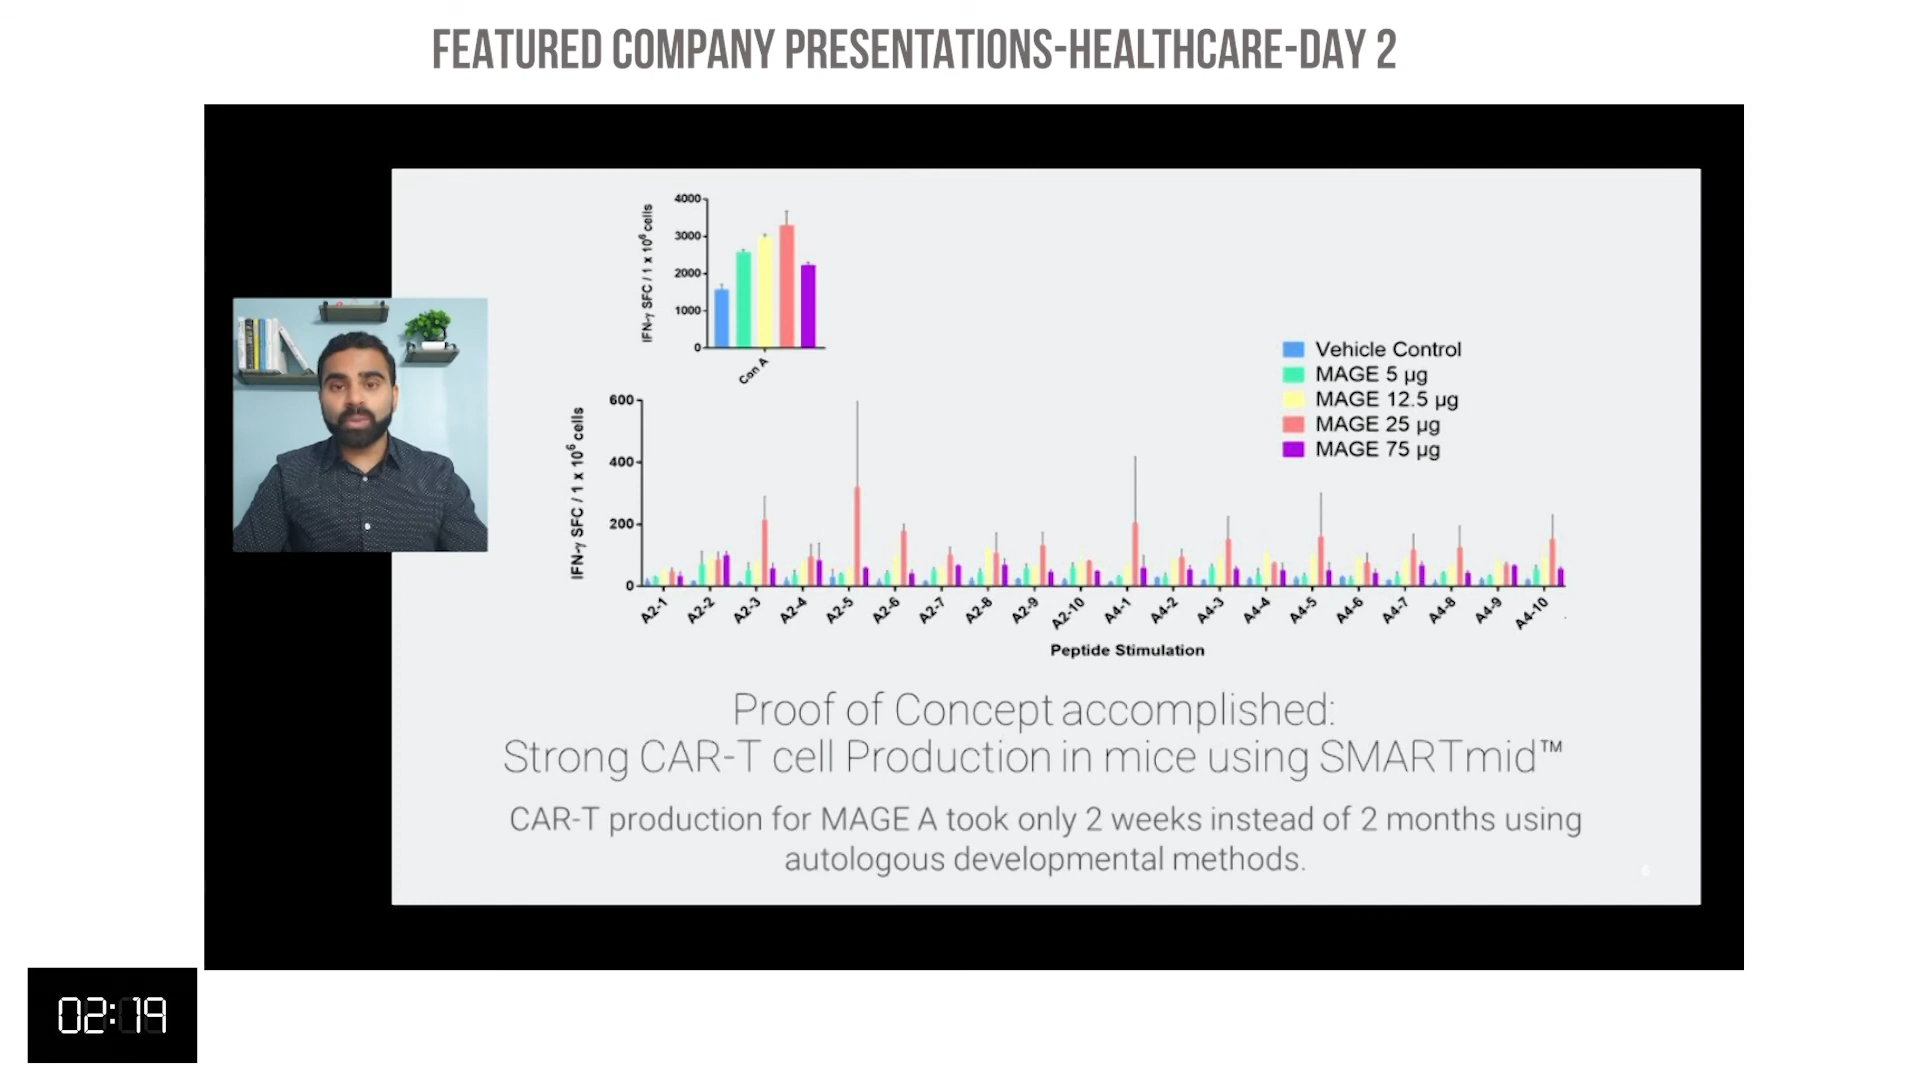 FEATURED COMPANY PRESENTATIONS-HEALTHCARE-DAY 2
IFN-γ SFC / 1 x 10⁶ cells
4000
3000
2000
1000
0
Con A
Vehicle Control
MAGE 5 µg
MAGE 12.5 µg
MAGE 25 µg
MAGE 75 µg
IFN-γ SFC / 1 x 10⁶ cells
600
400
200
0
A2-1 A2-2 A2-3 A2-4 A2-5 A2-6 A2-7 A2-8 A2-9 A2-10 A4-1 A4-2 A4-3 A4-4 A4-5 A4-6 A4-7 A4-8 A4-9 A4-10
Peptide Stimulation
Proof of Concept accomplished:
Strong CAR-T cell Production in mice using SMARTmid™
CAR-T production for MAGE A took only 2 weeks instead of 2 months using
autologous developmental methods.
6
02:19